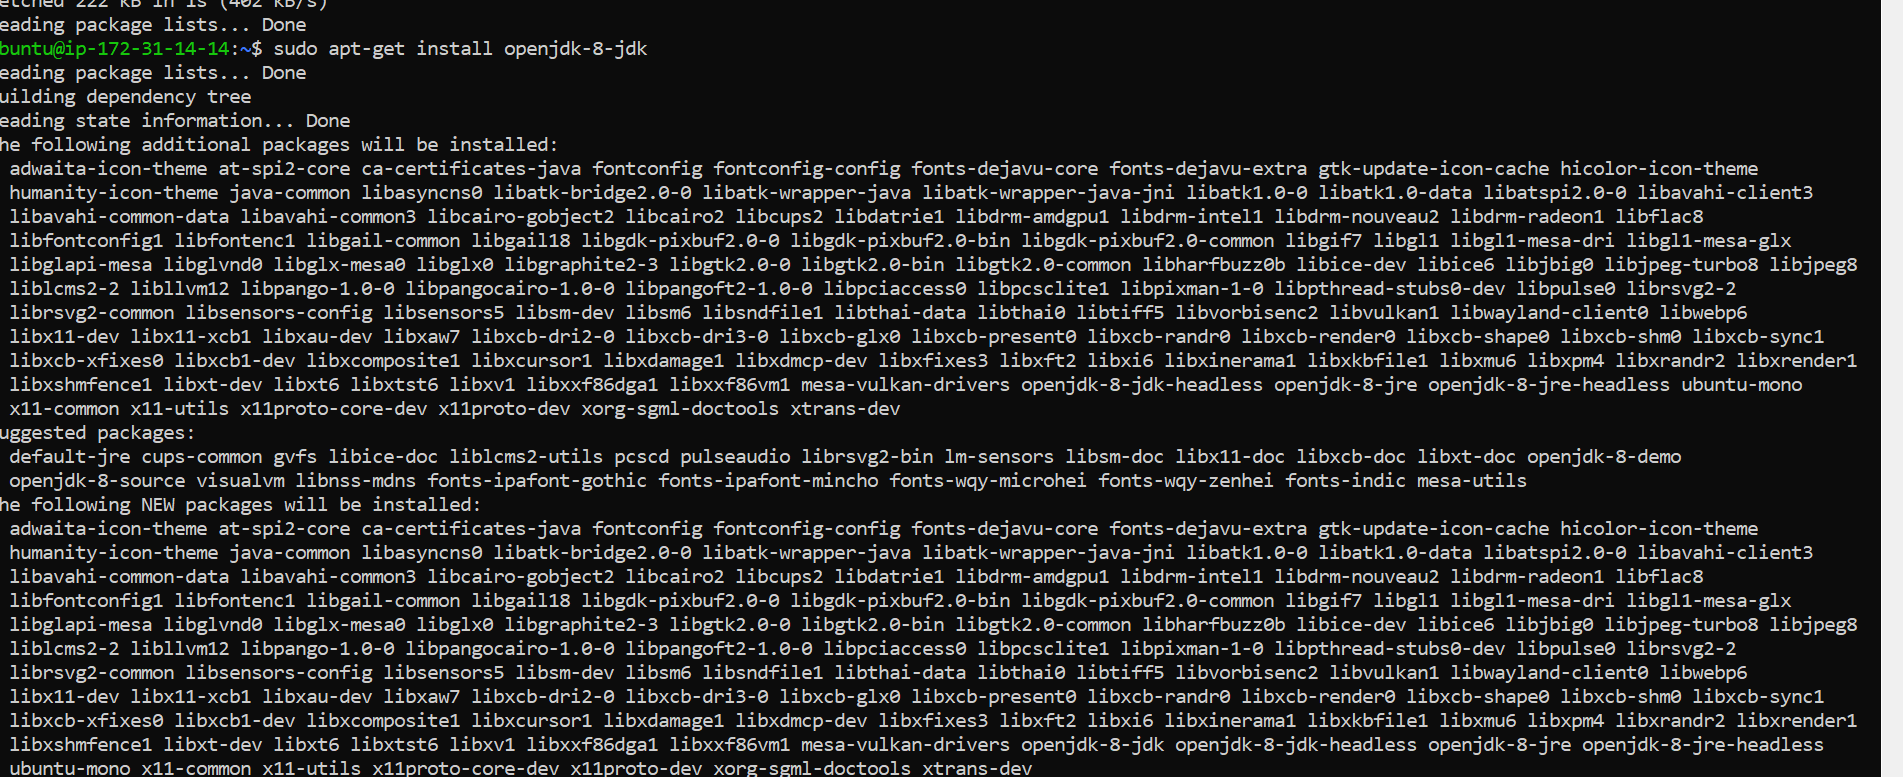 etched 222 kB in 1s (402 kB/s)
eading package lists... Done
buntu@ip-172-31-14-14:~$ sudo apt-get install openjdk-8-jdk
eading package lists... Done
uilding dependency tree
eading state information... Done
he following additional packages will be installed:
adwaita-icon-theme at-spi2-core ca-certificates-java fontconfig fontconfig-config fonts-dejavu-core fonts-dejavu-extra gtk-update-icon-cache hicolor-icon-theme
humanity-icon-theme java-common libasyncns0 libatk-bridge2.0-0 libatk-wrapper-java libatk-wrapper-java-jni libatk1.0-0 libatk1.0-data libatspi2.0-0 libavahi-client3
libavahi-common-data libavahi-common3 libcairo-gobject2 libcairo2 libcups2 libdatrie1 libdrm-amdgpu1 libdrm-intel1 libdrm-nouveau2 libdrm-radeon1 libflac8
libfontconfig1 libfontenc1 libgail-common libgail18 libgdk-pixbuf2.0-0 libgdk-pixbuf2.0-bin libgdk-pixbuf2.0-common libgif7 libgl1 libgl1-mesa-dri libgl1-mesa-glx
libglapi-mesa libglvnd0 libglx-mesa0 libglx0 libgraphite2-3 libgtk2.0-0 libgtk2.0-bin libgtk2.0-common libharfbuzz0b libice-dev libice6 libjbig0 libjpeg-turbo8 libjpeg8
liblcms2-2 libllvm12 libpango-1.0-0 libpangocairo-1.0-0 libpangoft2-1.0-0 libpciaccess0 libpcsclite1 libpixman-1-0 libpthread-stubs0-dev libpulse0 librsvg2-2
librsvg2-common libsensors-config libsensors5 libsm-dev libsm6 libsndfile1 libthai-data libthai0 libtiff5 libvorbisenc2 libvulkan1 libwayland-client0 libwebp6
libx11-dev libx11-xcb1 libxau-dev libxaw7 libxcb-dri2-0 libxcb-dri3-0 libxcb-glx0 libxcb-present0 libxcb-randr0 libxcb-render0 libxcb-shape0 libxcb-shm0 libxcb-sync1
libxcb-xfixes0 libxcb1-dev libxcomposite1 libxcursor1 libxdamage1 libxdmcp-dev libxfixes3 libxft2 libxi6 libxinerama1 libxkbfile1 libxmu6 libxpm4 libxrandr2 libxrender1
libxshmfence1 libxt-dev libxt6 libxtst6 libxv1 libxxf86dga1 libxxf86vm1 mesa-vulkan-drivers openjdk-8-jdk-headless openjdk-8-jre openjdk-8-jre-headless ubuntu-mono
x11-common x11-utils x11proto-core-dev x11proto-dev xorg-sgml-doctools xtrans-dev
uggested packages:
default-jre cups-common gvfs libice-doc liblcms2-utils pcscd pulseaudio librsvg2-bin lm-sensors libsm-doc libx11-doc libxcb-doc libxt-doc openjdk-8-demo
openjdk-8-source visualvm libnss-mdns fonts-ipafont-gothic fonts-ipafont-mincho fonts-wqy-microhei fonts-wqy-zenhei fonts-indic mesa-utils
he following NEW packages will be installed:
adwaita-icon-theme at-spi2-core ca-certificates-java fontconfig fontconfig-config fonts-dejavu-core fonts-dejavu-extra gtk-update-icon-cache hicolor-icon-theme
humanity-icon-theme java-common libasyncns0 libatk-bridge2.0-0 libatk-wrapper-java libatk-wrapper-java-jni libatk1.0-0 libatk1.0-data libatspi2.0-0 libavahi-client3
libavahi-common-data libavahi-common3 libcairo-gobject2 libcairo2 libcups2 libdatrie1 libdrm-amdgpu1 libdrm-intel1 libdrm-nouveau2 libdrm-radeon1 libflac8
libfontconfig1 libfontenc1 libgail-common libgail18 libgdk-pixbuf2.0-0 libgdk-pixbuf2.0-bin libgdk-pixbuf2.0-common libgif7 libgl1 libgl1-mesa-dri libgl1-mesa-glx
libglapi-mesa libglvnd0 libglx-mesa0 libglx0 libgraphite2-3 libgtk2.0-0 libgtk2.0-bin libgtk2.0-common libharfbuzz0b libice-dev libice6 libjbig0 libjpeg-turbo8 libjpeg8
liblcms2-2 libllvm12 libpango-1.0-0 libpangocairo-1.0-0 libpangoft2-1.0-0 libpciaccess0 libpcsclite1 libpixman-1-0 libpthread-stubs0-dev libpulse0 librsvg2-2
librsvg2-common libsensors-config libsensors5 libsm-dev libsm6 libsndfile1 libthai-data libthai0 libtiff5 libvorbisenc2 libvulkan1 libwayland-client0 libwebp6
libx11-dev libx11-xcb1 libxau-dev libxaw7 libxcb-dri2-0 libxcb-dri3-0 libxcb-glx0 libxcb-present0 libxcb-randr0 libxcb-render0 libxcb-shape0 libxcb-shm0 libxcb-sync1
libxcb-xfixes0 libxcb1-dev libxcomposite1 libxcursor1 libxdamage1 libxdmcp-dev libxfixes3 libxft2 libxi6 libxinerama1 libxkbfile1 libxmu6 libxpm4 libxrandr2 libxrender1
libxshmfence1 libxt-dev libxt6 libxtst6 libxv1 libxxf86dga1 libxxf86vm1 mesa-vulkan-drivers openjdk-8-jdk openjdk-8-jdk-headless openjdk-8-jre openjdk-8-jre-headless
ubuntu-mono x11-common x11-utils x11proto-core-dev x11proto-dev xorg-sgml-doctools xtrans-dev